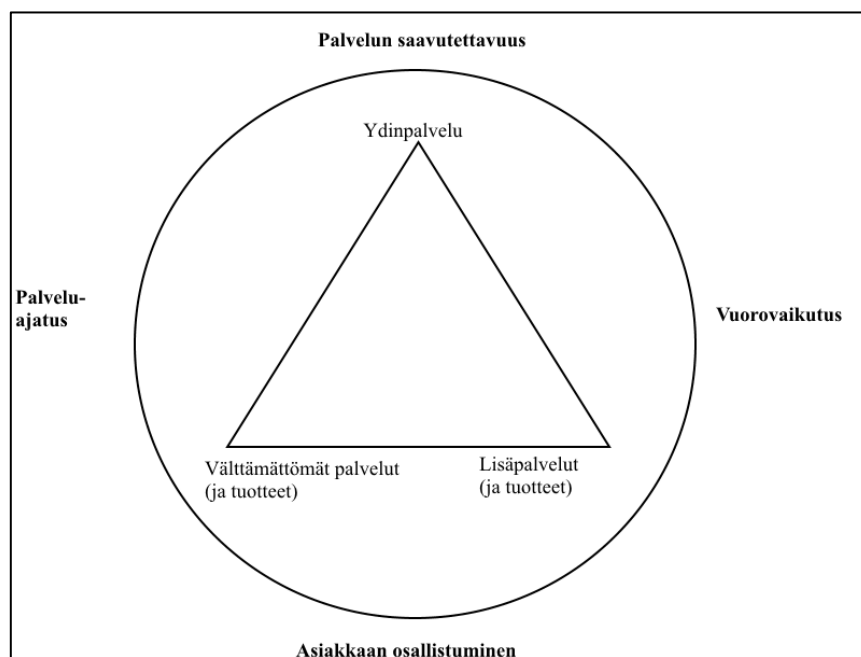 Palvelun saavutettavuus
Ydinpalvelu
Palvelu-
ajatus
Vuorovaikutus
Välttämättömät palvelut
(ja tuotteet)
Lisäpalvelut
(ja tuotteet)
Asiakkaan osallistuminen